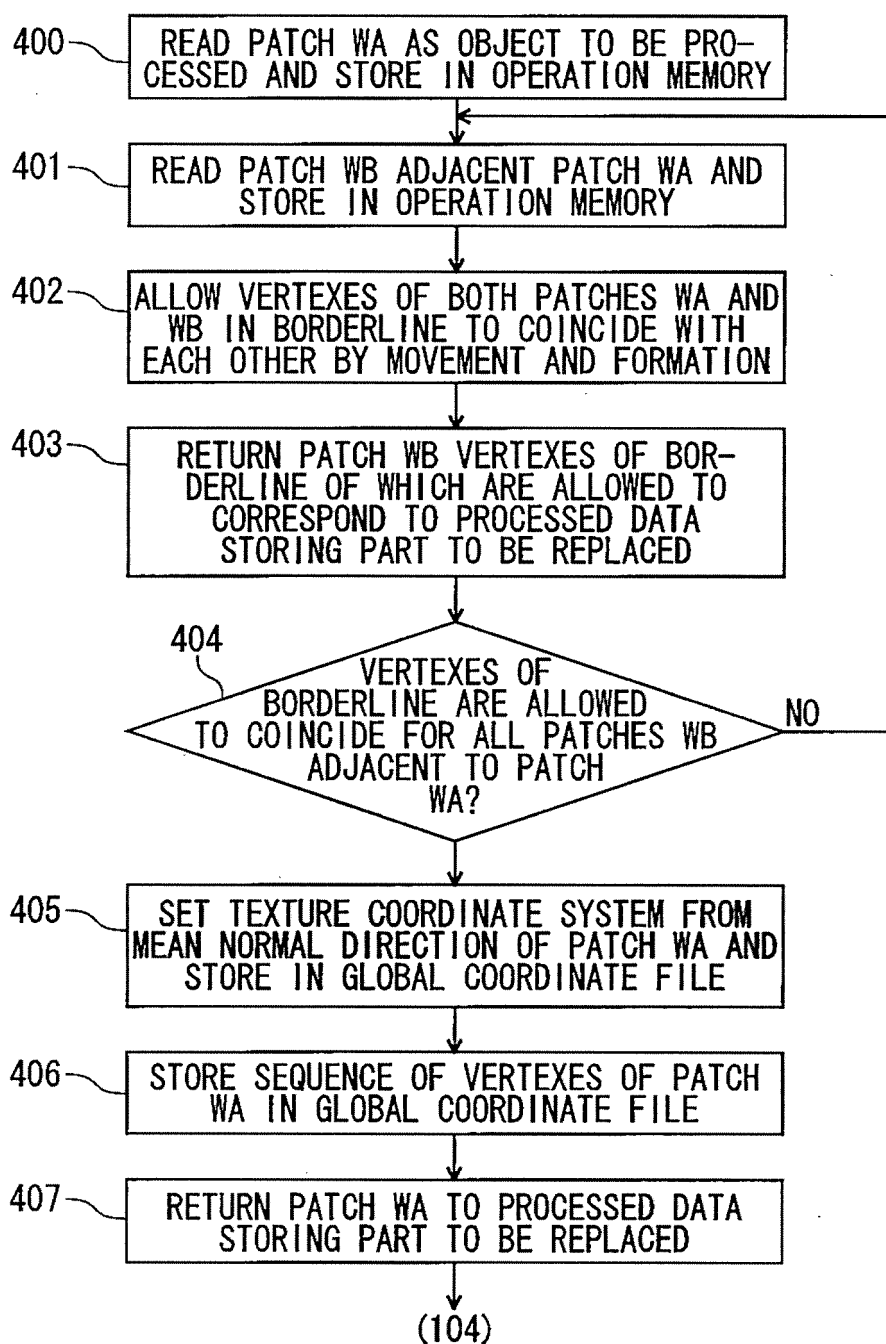 400
READ PATCH WA AS OBJECT TO BE PRO-
CESSED AND STORE IN OPERATION MEMORY
401
READ PATCH WB ADJACENT PATCH WA AND
STORE IN OPERATION MEMORY
402
ALLOW VERTEXES OF BOTH PATCHES WA AND
WB IN BORDERLINE TO COINCIDE WITH
EACH OTHER BY MOVEMENT AND FORMATION
403
RETURN PATCH WB VERTEXES OF BOR-
DERLINE OF WHICH ARE ALLOWED TO
CORRESPOND TO PROCESSED DATA
STORING PART TO BE REPLACED
404
VERTEXES OF
BORDERLINE ARE ALLOWED
TO COINCIDE FOR ALL PATCHES WB
ADJACENT TO PATCH
WA?
NO
405
SET TEXTURE COORDINATE SYSTEM FROM
MEAN NORMAL DIRECTION OF PATCH WA AND
STORE IN GLOBAL COORDINATE FILE
406
STORE SEQUENCE OF VERTEXES OF PATCH
WA IN GLOBAL COORDINATE FILE
407
RETURN PATCH WA TO PROCESSED DATA
STORING PART TO BE REPLACED
(104)